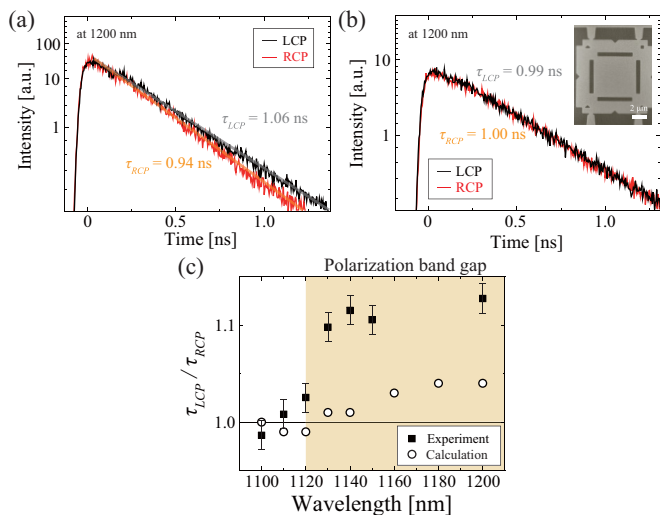 (a)
at 1200 nm
LCP
RCP
Intensity [a.u.]
100
10
1
τLCP = 1.06 ns
τRCP = 0.94 ns
0
0.5
1.0
Time [ns]
(b)
at 1200 nm
2 μm
Intensity [a.u.]
10
1
τLCP = 0.99 ns
τRCP = 1.00 ns
LCP
RCP
0
0.5
1.0
Time [ns]
(c)
Polarization band gap
τLCP / τRCP
1.1
1.0
Experiment
Calculation
1100 1120 1140 1160 1180 1200
Wavelength [nm]